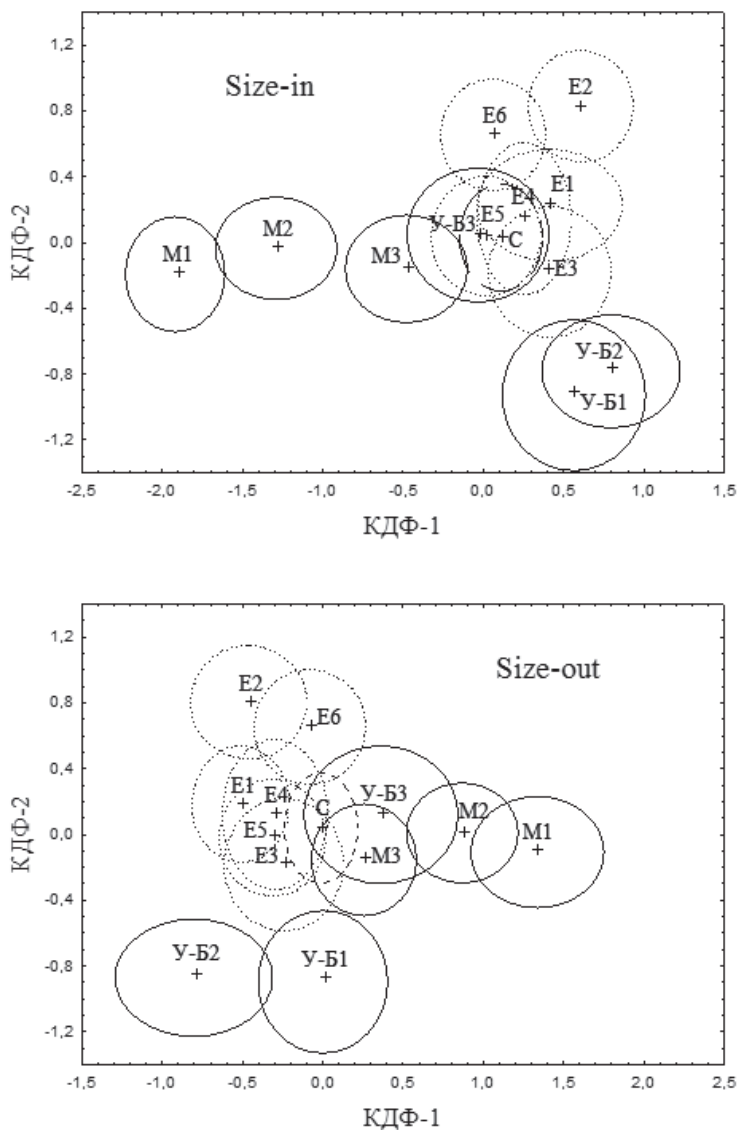 1,2
0,8
0,4
0,0
-0,4
-0,8
-1,2
КДФ-2
Size-in
E2
E6
E1
E4
E5
У-Б3
C
M2
M1
M3
E3
У-Б2
У-Б1
-2,5 -2,0 -1,5 -1,0 -0,5 0,0 0,5 1,0 1,5
КДФ-1
1,2
0,8
0,4
0,0
-0,4
-0,8
-1,2
КДФ-2
Size-out
E2
E6
E1
E4
У-Б3
C
M2
M1
E5
E3
M3
У-Б2
У-Б1
-1,5 -1,0 -0,5 0,0 0,5 1,0 1,5 2,0 2,5
КДФ-1